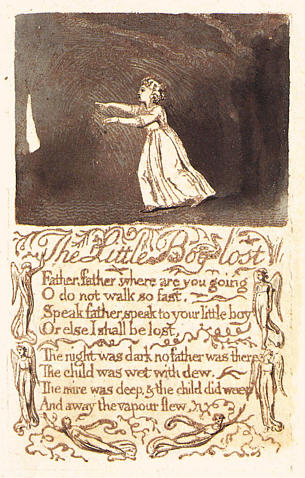 The Little Boy lost
Father, father, where are you going
O do not walk so fast.
Speak father, speak to your little boy
Or else I shall be lost,
The night was dark no father was there
The child was wet with dew.
The mire was deep, & the child did weep
And away the vapour flew.